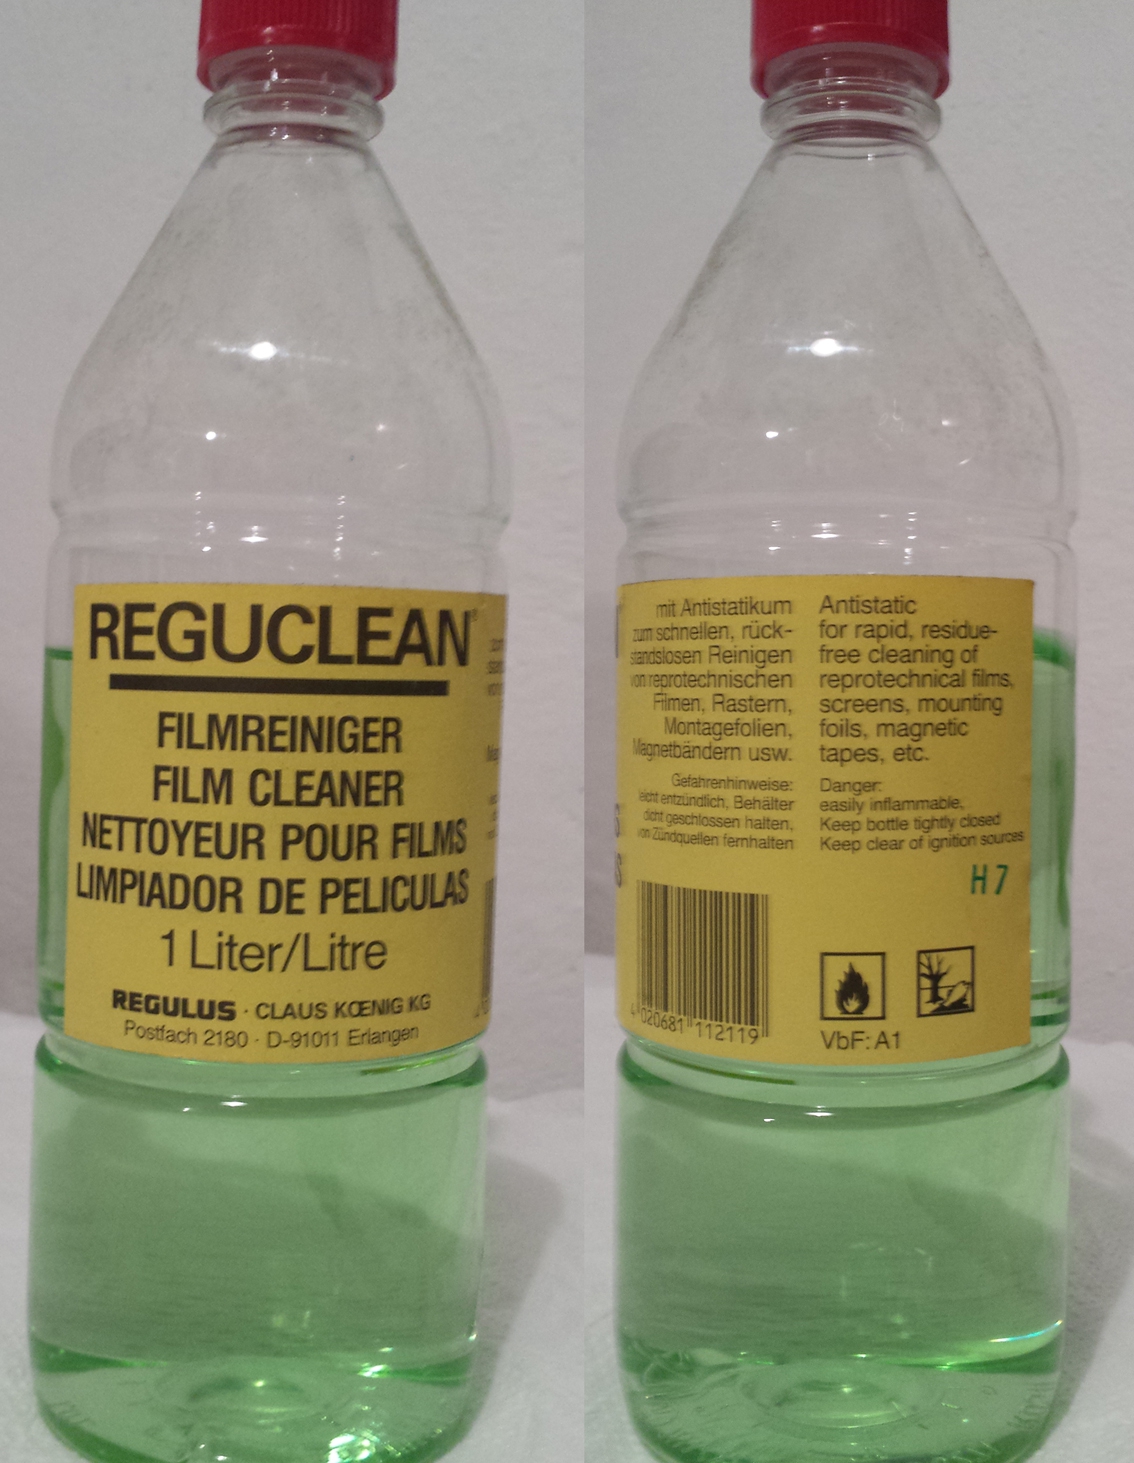 REGUCLEAN®
FILMREINIGER
FILM CLEANER
NETTOYEUR POUR FILMS
LIMPIADOR DE PELICULAS
1 Liter/Litre
REGULUS · CLAUS KŒNIG KG
Postfach 2180 · D-91011 Erlangen
mit Antistatikum
zum schnellen, rück-
standslosen Reinigen
von reprotechnischen
Filmen, Rastern,
Montagefolien,
Magnetbändern usw.
Gefahrenhinweise:
leicht entzündlich, Behälter
dicht geschlossen halten,
von Zündquellen fernhalten
4 020681 112119
Antistatic
for rapid, residue-
free cleaning of
reprotechnical films,
screens, mounting
foils, magnetic
tapes, etc.
Danger:
easily inflammable,
Keep bottle tightly closed
Keep clear of ignition sources
H7
VbF: A1